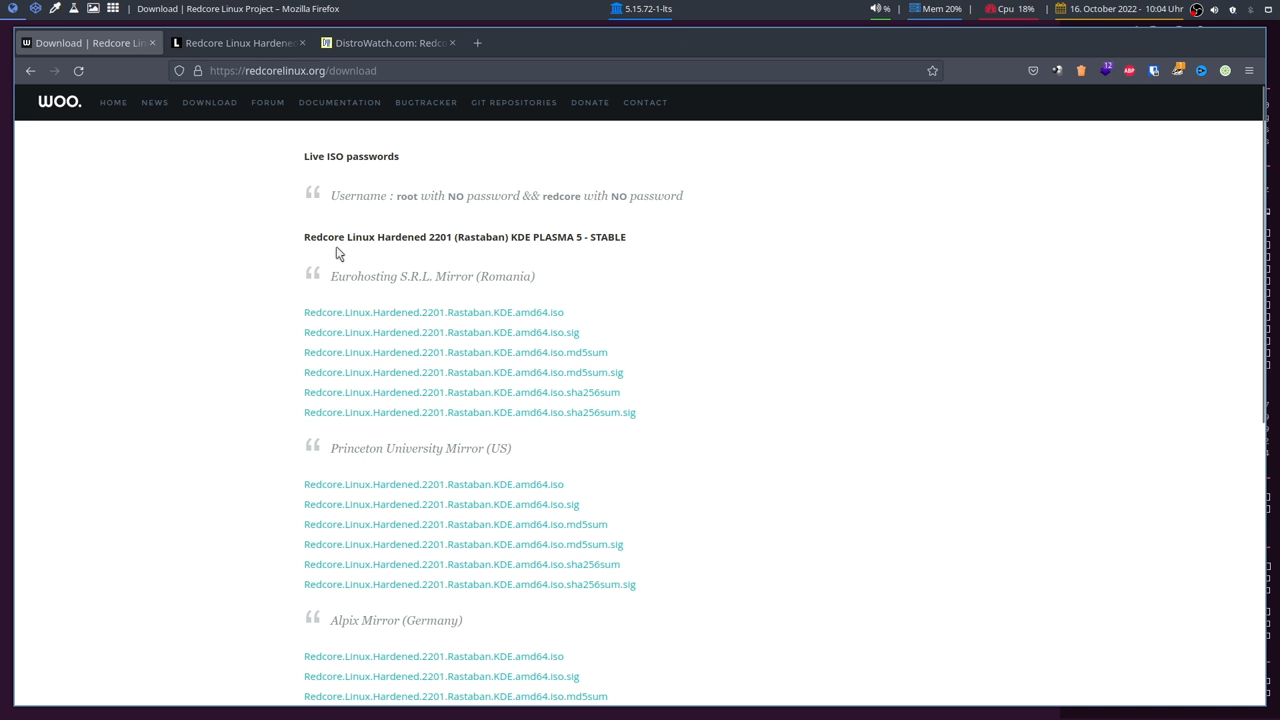 Download | Redcore Linux Project – Mozilla Firefox
5.15.72-1-lts
%
Mem 20%
Cpu 18%
16. October 2022 - 10:04 Uhr
Download | Redcore Lin
Redcore Linux Hardened
DistroWatch.com: Redco
https://redcorelinux.org/download
12
ABP
WOO.
HOME
NEWS
DOWNLOAD
FORUM
DOCUMENTATION
BUGTRACKER
GIT REPOSITORIES
DONATE
CONTACT
Live ISO passwords
Username : root with NO password && redcore with NO password
Redcore Linux Hardened 2201 (Rastaban) KDE PLASMA 5 - STABLE
Eurohosting S.R.L. Mirror (Romania)
Redcore.Linux.Hardened.2201.Rastaban.KDE.amd64.iso
Redcore.Linux.Hardened.2201.Rastaban.KDE.amd64.iso.sig
Redcore.Linux.Hardened.2201.Rastaban.KDE.amd64.iso.md5sum
Redcore.Linux.Hardened.2201.Rastaban.KDE.amd64.iso.md5sum.sig
Redcore.Linux.Hardened.2201.Rastaban.KDE.amd64.iso.sha256sum
Redcore.Linux.Hardened.2201.Rastaban.KDE.amd64.iso.sha256sum.sig
Princeton University Mirror (US)
Redcore.Linux.Hardened.2201.Rastaban.KDE.amd64.iso
Redcore.Linux.Hardened.2201.Rastaban.KDE.amd64.iso.sig
Redcore.Linux.Hardened.2201.Rastaban.KDE.amd64.iso.md5sum
Redcore.Linux.Hardened.2201.Rastaban.KDE.amd64.iso.md5sum.sig
Redcore.Linux.Hardened.2201.Rastaban.KDE.amd64.iso.sha256sum
Redcore.Linux.Hardened.2201.Rastaban.KDE.amd64.iso.sha256sum.sig
Alpix Mirror (Germany)
Redcore.Linux.Hardened.2201.Rastaban.KDE.amd64.iso
Redcore.Linux.Hardened.2201.Rastaban.KDE.amd64.iso.sig
Redcore.Linux.Hardened.2201.Rastaban.KDE.amd64.iso.md5sum